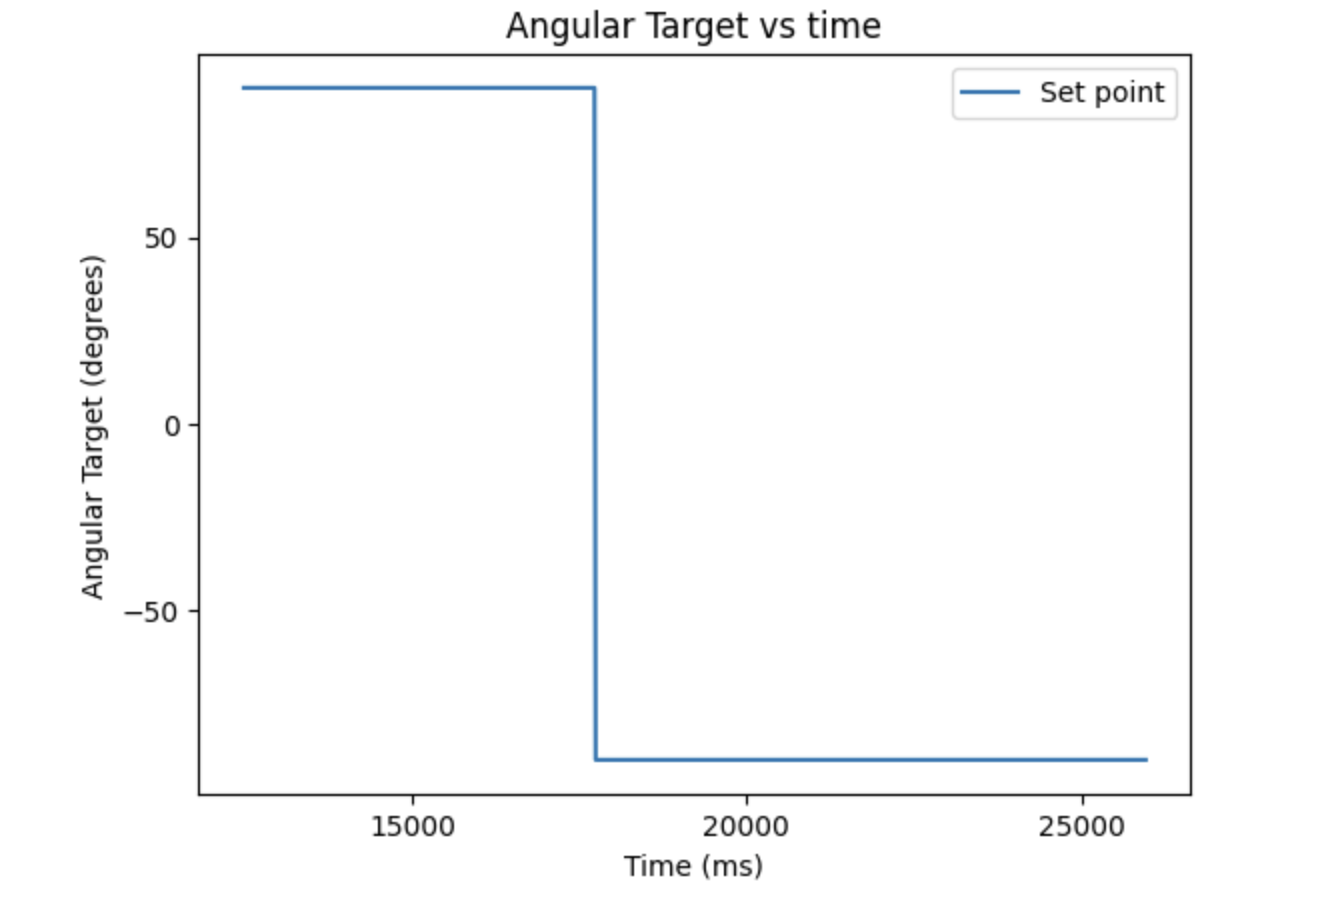 Angular Target vs time
Set point
Angular Target (degrees)
50
0
−50
15000
20000
25000
Time (ms)